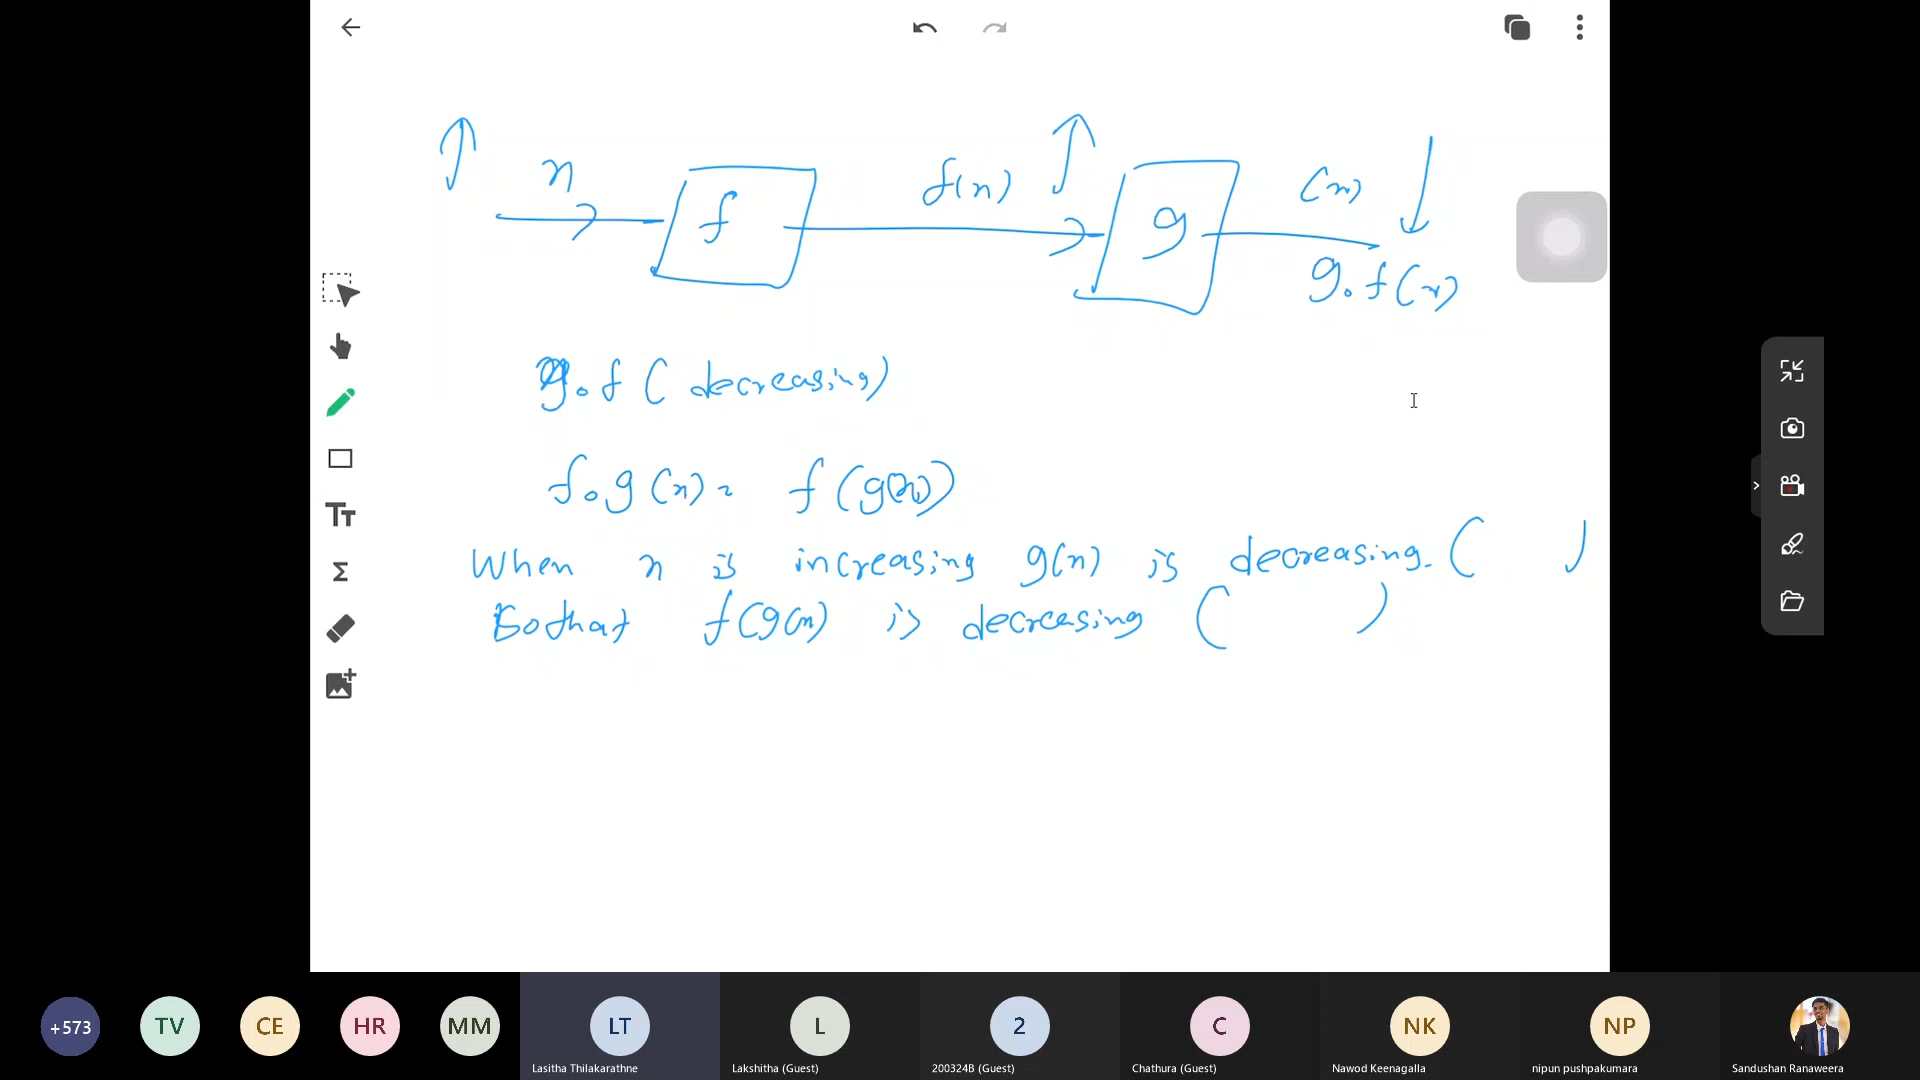 x f f(x) g (x)
g∘f(x)
g∘f (decreasing)
f∘g(x) = f(g(x))
When x is increasing g(x) is decreasing. ( )
So that f(g(x) is decreasing ( )
Tт
Σ
+573 TV CE HR MM LT L 2 C NK NP
Lasitha Thilakarathne Lakshitha (Guest) 200324B (Guest) Chathura (Guest) Nawod Keenagalla nipun pushpakumara Sandushan Ranaweera